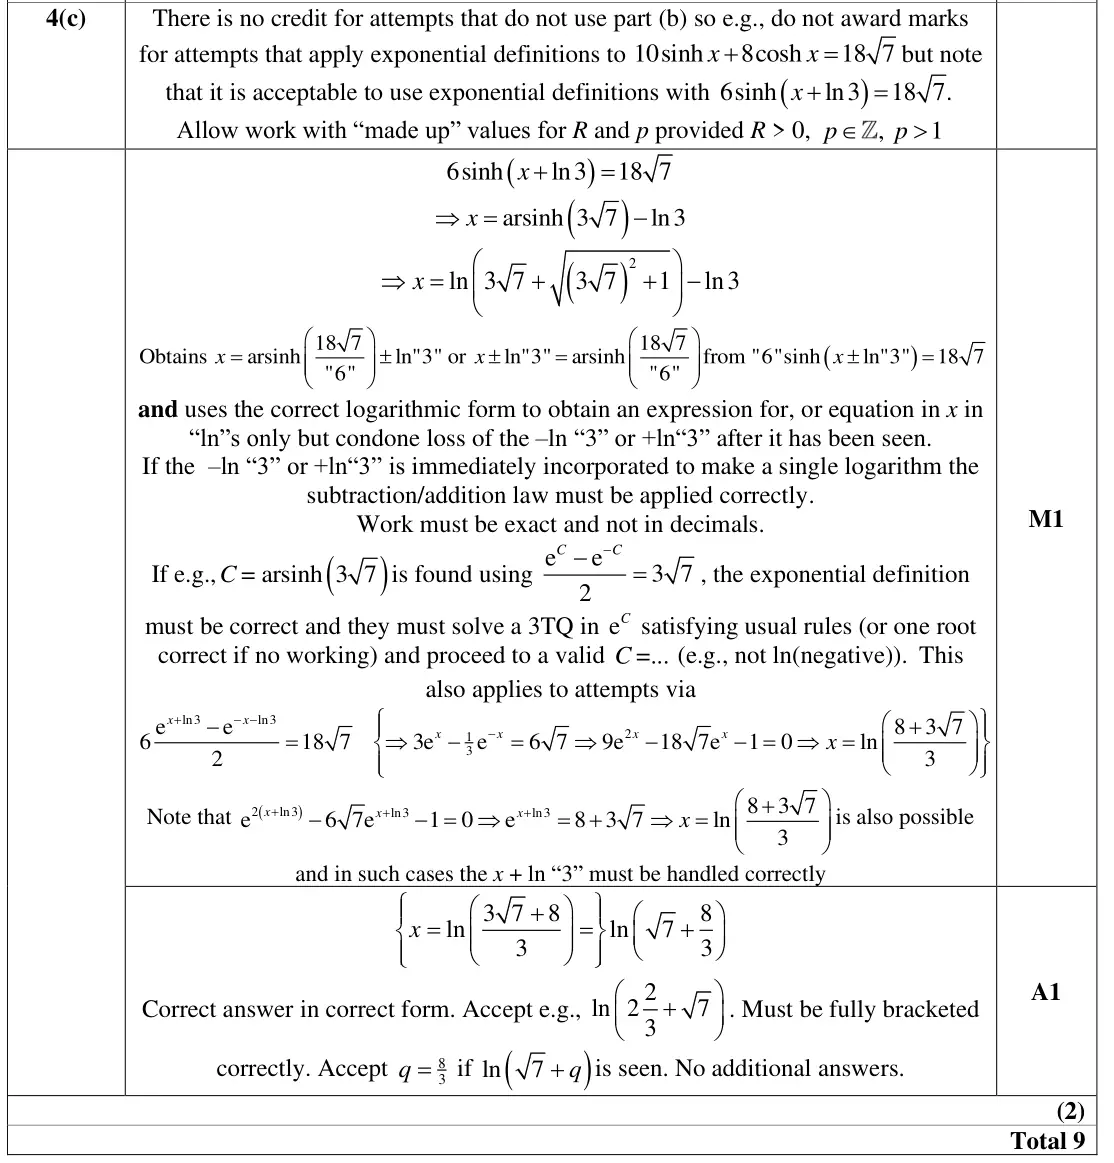 4(c) There is no credit for attempts that do not use part (b) so e.g., do not award marks
for attempts that apply exponential definitions to 10sinh x + 8cosh x = 18√7 but note
that it is acceptable to use exponential definitions with 6sinh(x + ln 3) = 18√7.
Allow work with “made up” values for R and p provided R > 0, p ∈ ℤ, p > 1
6sinh(x + ln 3) = 18√7
⇒ x = arsinh(3√7) − ln 3
⇒ x = ln(3√7 + √((3√7)² + 1)) − ln 3
Obtains x = arsinh(18√7/"6") ± ln"3" or x ± ln"3" = arsinh(18√7/"6") from "6"sinh(x ± ln"3") = 18√7
and uses the correct logarithmic form to obtain an expression for, or equation in x in
“ln”s only but condone loss of the –ln “3” or +ln“3” after it has been seen.
If the –ln “3” or +ln“3” is immediately incorporated to make a single logarithm the
subtraction/addition law must be applied correctly.
Work must be exact and not in decimals.
M1
If e.g., C = arsinh(3√7) is found using (e^C − e^−C)/2 = 3√7 , the exponential definition
must be correct and they must solve a 3TQ in e^C satisfying usual rules (or one root
correct if no working) and proceed to a valid C =... (e.g., not ln(negative)). This
also applies to attempts via
6 (e^(x+ln3) − e^(−x−ln3))/2 = 18√7 {⇒ 3e^x − 1/3 e^−x = 6√7 ⇒ 9e^2x − 18√7e^x − 1 = 0 ⇒ x = ln((8 + 3√7)/3)}
Note that e^(2(x+ln3)) − 6√7e^(x+ln3) − 1 = 0 ⇒ e^(x+ln3) = 8 + 3√7 ⇒ x = ln((8 + 3√7)/3) is also possible
and in such cases the x + ln “3” must be handled correctly
{x = ln((3√7 + 8)/3) =} ln(√7 + 8/3)
Correct answer in correct form. Accept e.g., ln(2 2/3 + √7) . Must be fully bracketed
correctly. Accept q = 8/3 if ln(√7 + q) is seen. No additional answers.
A1
(2)
Total 9